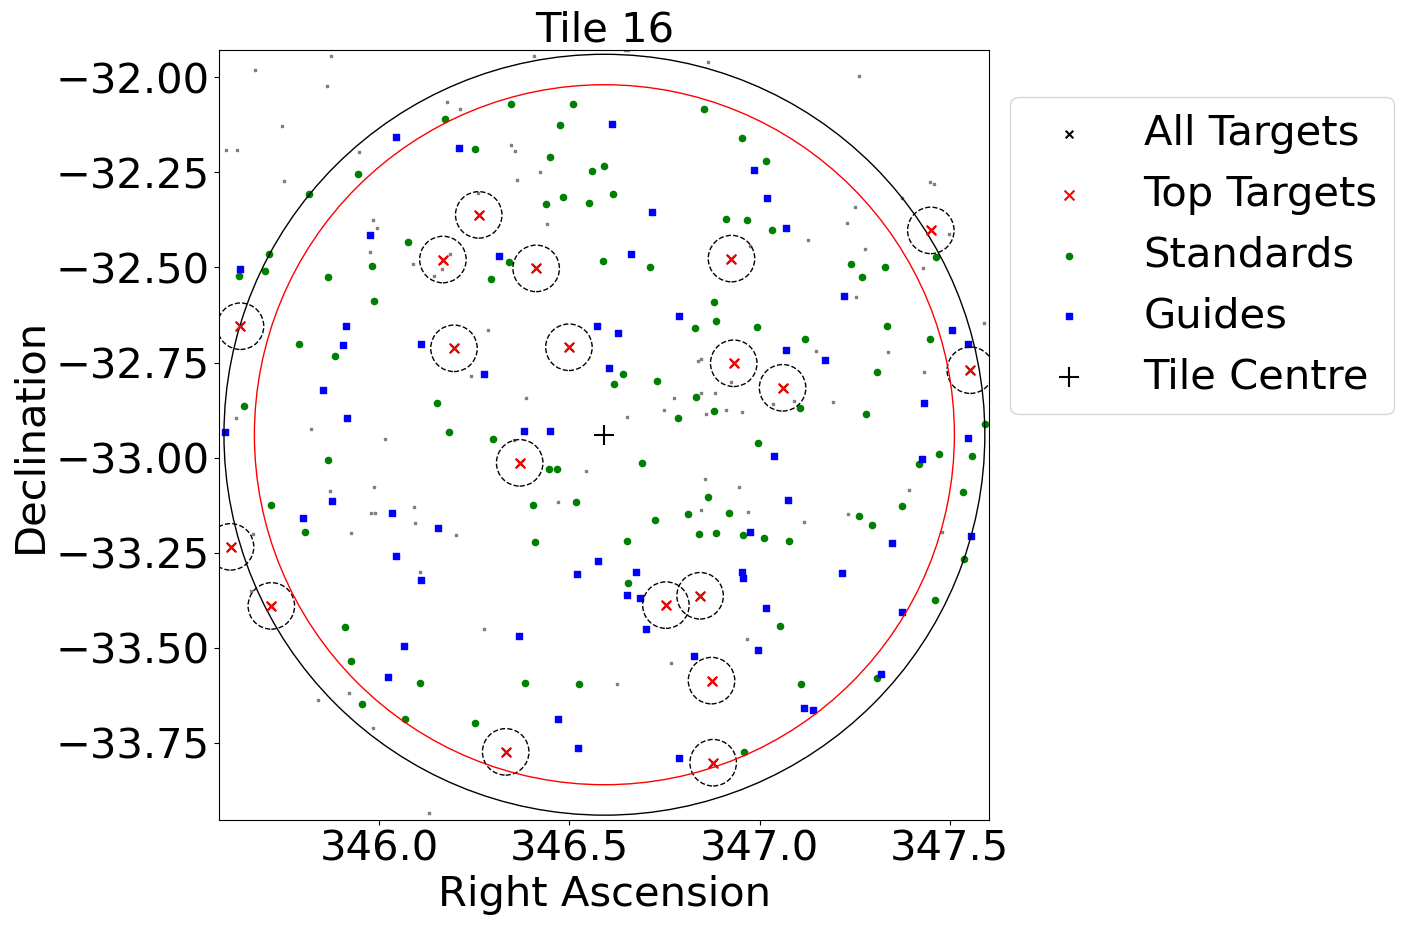 Tile 16
−32.00
−32.25
−32.50
−32.75
−33.00
−33.25
−33.50
−33.75
Declination
346.0 346.5 347.0 347.5
Right Ascension
All Targets
Top Targets
Standards
Guides
Tile Centre